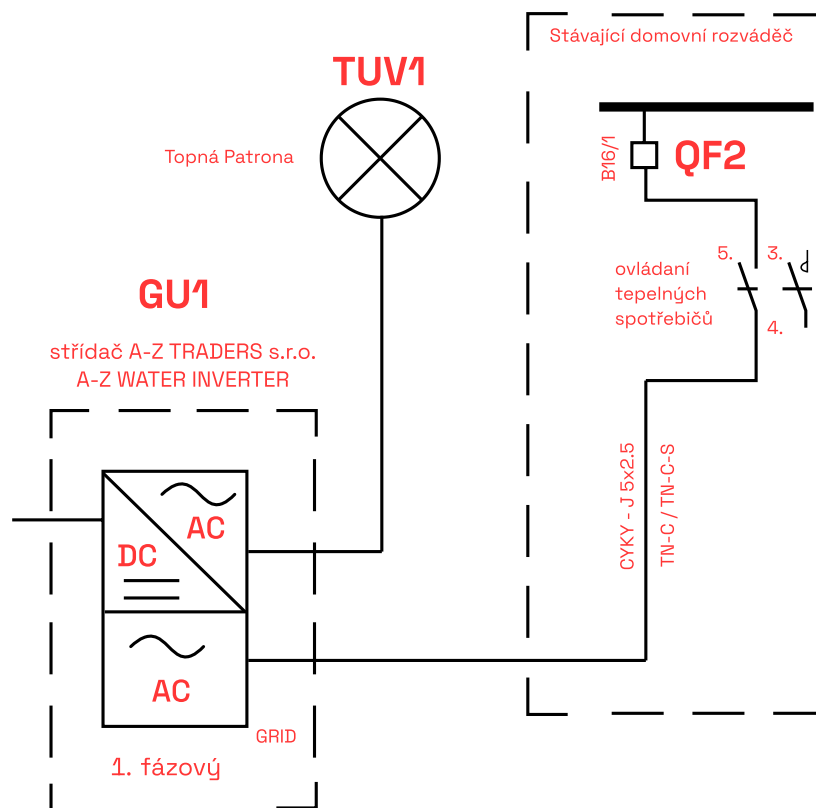 Stávající domovní rozváděč
TUV1
Topná Patrona
B16/1
QF2
5.
3.
ovládaní
tepelných
spotřebičů
4.
GU1
střídač A-Z TRADERS s.r.o.
A-Z WATER INVERTER
CYKY - J 5x2.5
TN-C / TN-C-S
AC
DC
AC
GRID
1. fázový